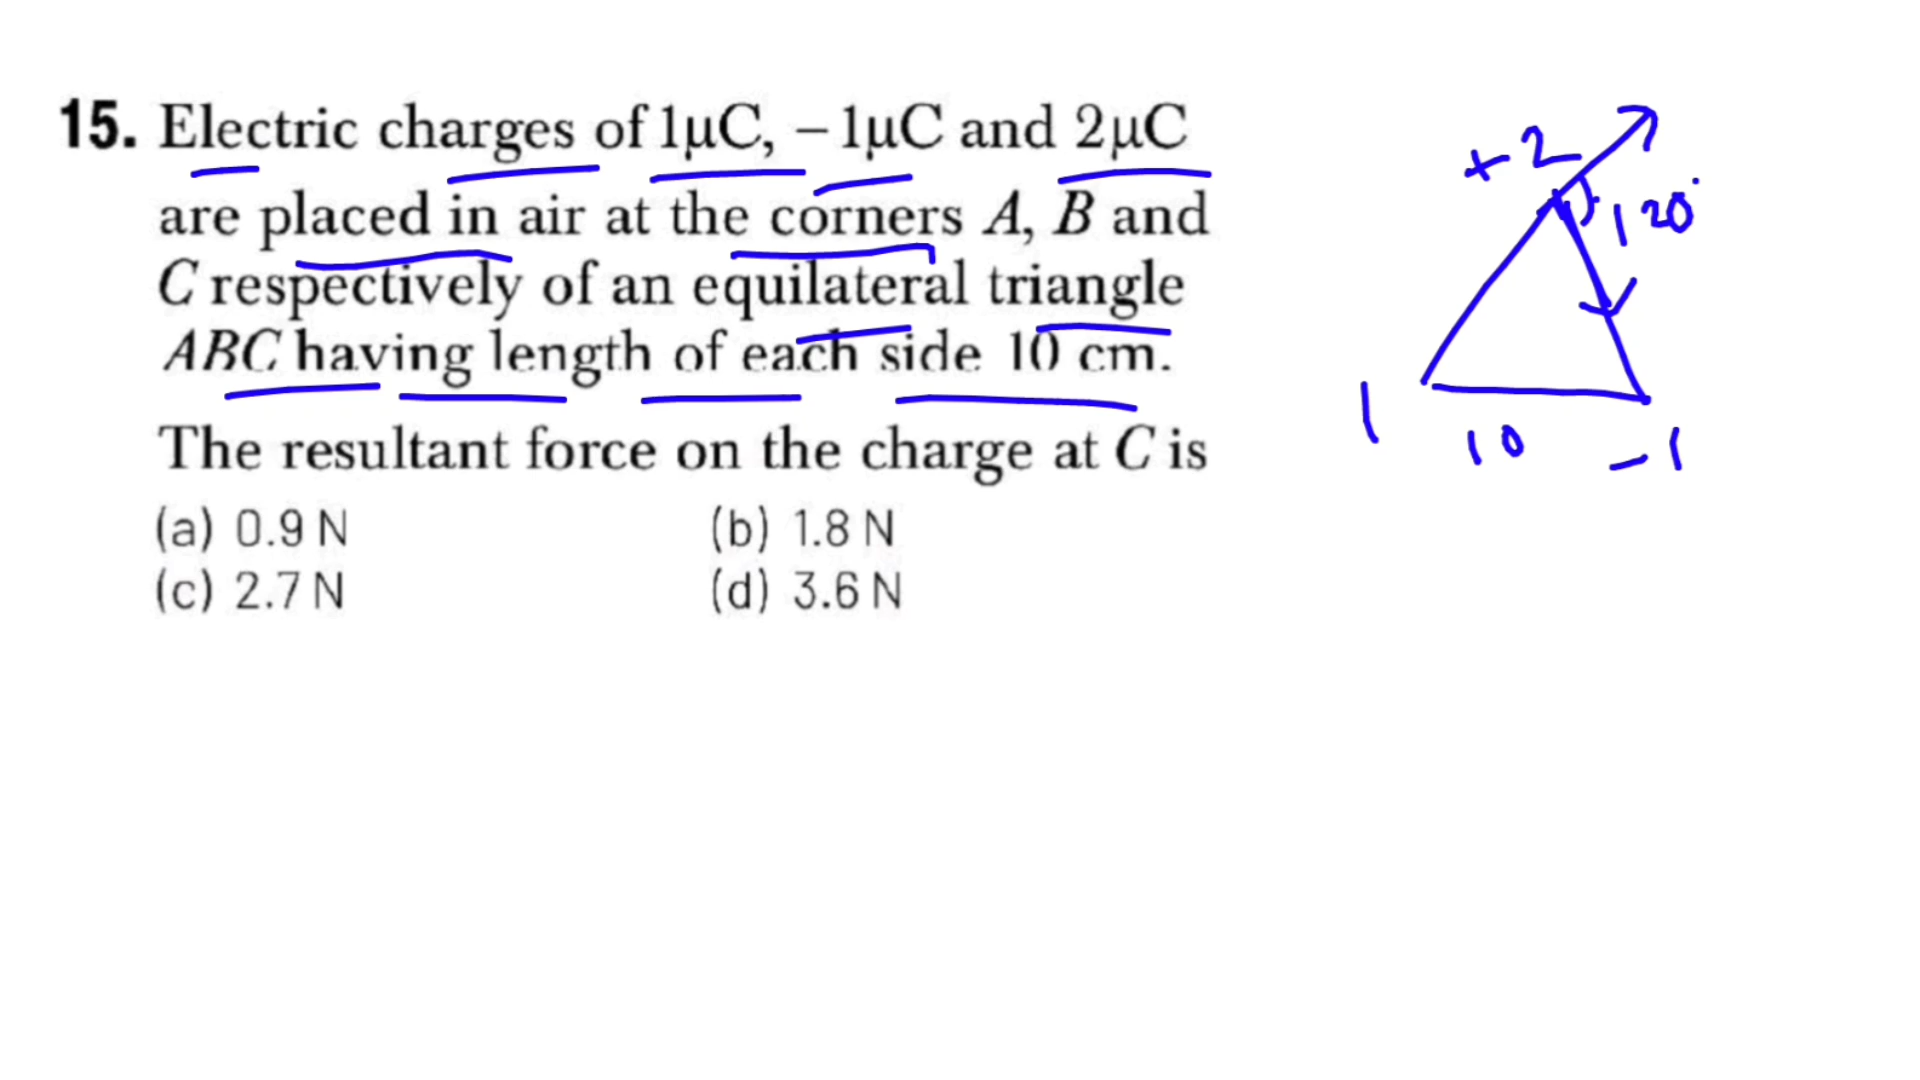 15. Electric charges of 1μC, – 1μC and 2μC
are placed in air at the corners A, B and
C respectively of an equilateral triangle
ABC having length of each side 10 cm.
The resultant force on the charge at C is
(a) 0.9 N (b) 1.8 N
(c) 2.7 N (d) 3.6 N
+2
120°
1
10
-1